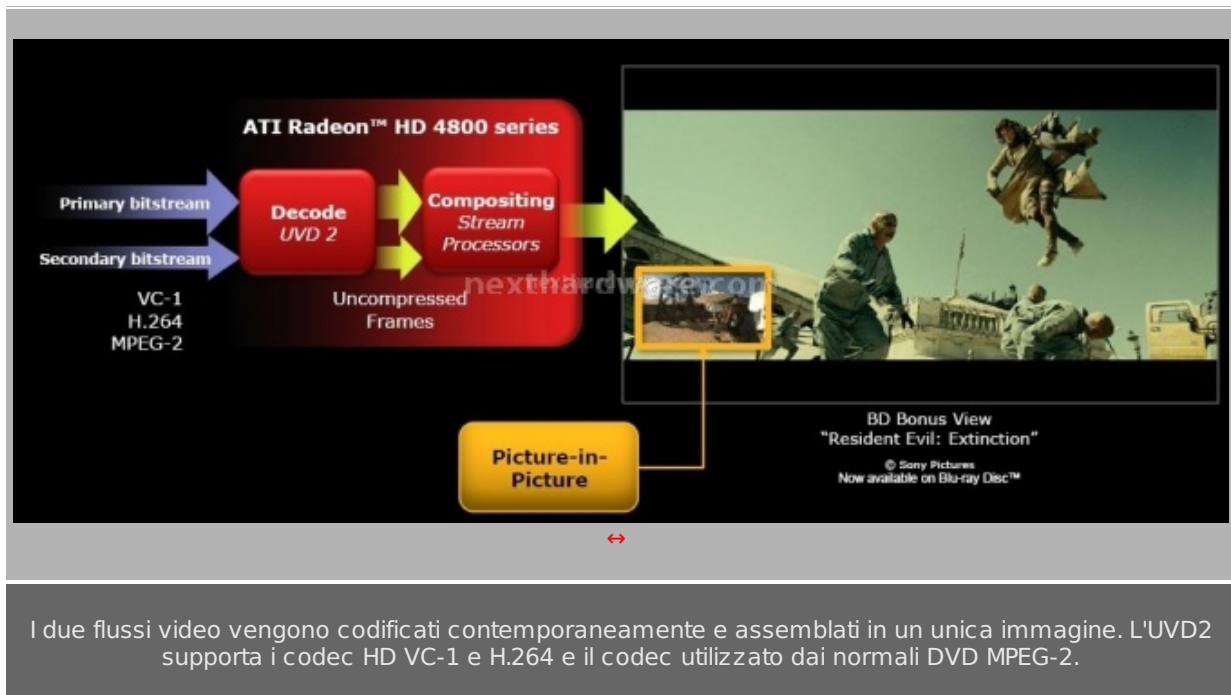 ATI Radeon™ HD 4800 series
Primary bitstream
Secondary bitstream
VC-1
H.264
MPEG-2
Decode
UVD 2
Compositing
Stream
Processors
Uncompressed
Frames
nexthardware.com
Picture-in-
Picture
BD Bonus View
"Resident Evil: Extinction"
© Sony Pictures
Now available on Blu-ray Disc™
I due flussi video vengono codificati contemporaneamente e assemblati in un unica immagine. L'UVD2
supporta i codec HD VC-1 e H.264 e il codec utilizzato dai normali DVD MPEG-2.